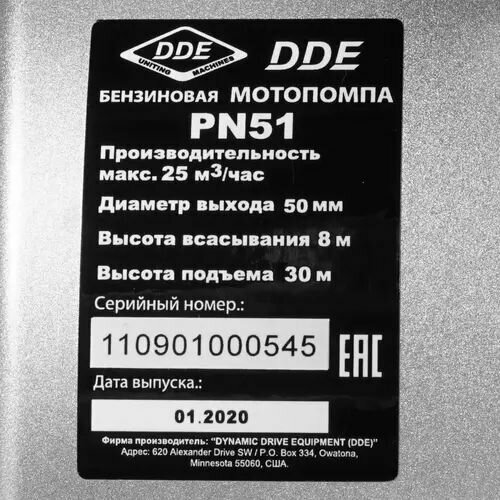 DDE
UNITING MACHINES
DDE
БЕНЗИНОВАЯ МОТОПОМПА
PN51
Производительность
макс. 25 м³/час
Диаметр выхода 50 мм
Высота всасывания 8 м
Высота подъема 30 м
Серийный номер.:
110901000545
EAC
Дата выпуска.:
01.2020
Фирма производитель: "DYNAMIC DRIVE EQUIPMENT (DDE)"
Адрес: 620 Alexander Drive SW / P.O. Box 334, Owatona,
Minnesota 55060, США.